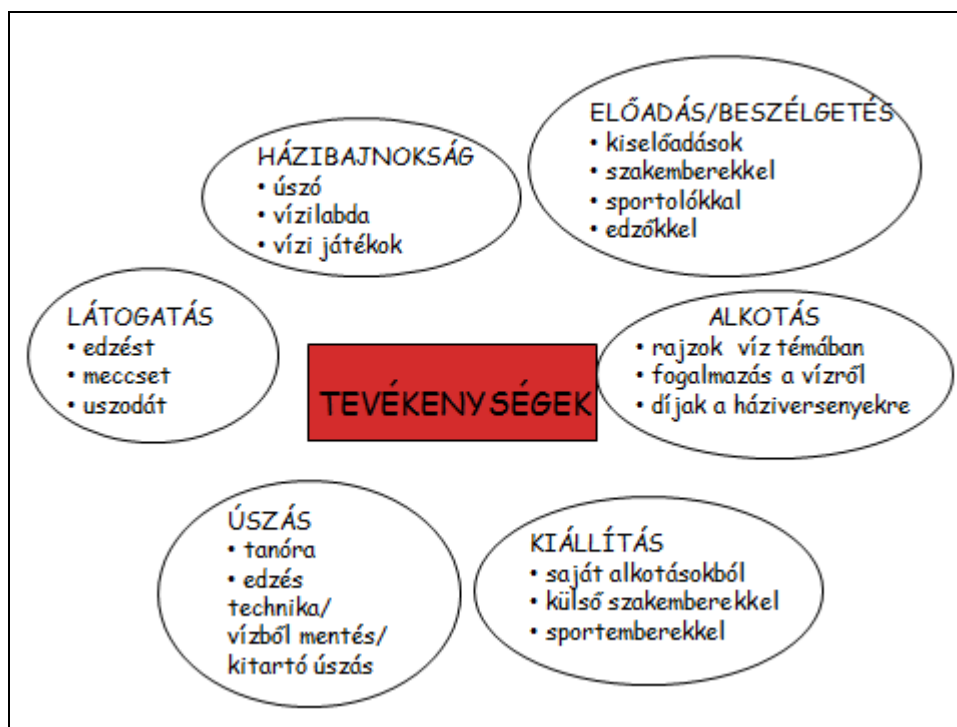 HÁZIBAJNOKSÁG
• úszó
• vízilabda
• vízi játékok
ELŐADÁS/BESZÉLGETÉS
• kiselőadások
• szakemberekkel
• sportolókkal
• edzőkkel
LÁTOGATÁS
• edzést
• meccset
• uszodát
TEVÉKENYSÉGEK
ALKOTÁS
• rajzok víz témában
• fogalmazás a vízről
• díjak a háziversenyekre
ÚSZÁS
• tanóra
• edzés
technika/
vízből mentés/
kitartó úszás
KIÁLLÍTÁS
• saját alkotásokból
• külső szakemberekkel
• sportemberekkel